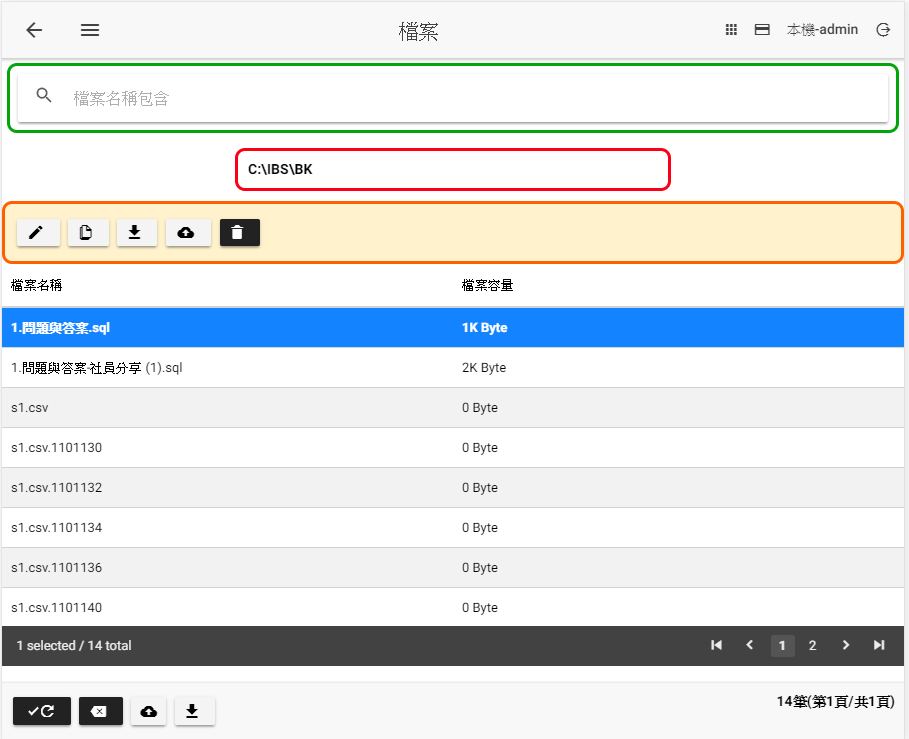 檔案 本機-admin
檔案名稱包含
C:\IBS\BK
檔案名稱 檔案容量
1.問題與答案.sql 1K Byte
1.問題與答案-社員分享 (1).sql 2K Byte
s1.csv 0 Byte
s1.csv.1101130 0 Byte
s1.csv.1101132 0 Byte
s1.csv.1101134 0 Byte
s1.csv.1101136 0 Byte
s1.csv.1101140 0 Byte
1 selected / 14 total 1 2
14筆(第1頁/共1頁)